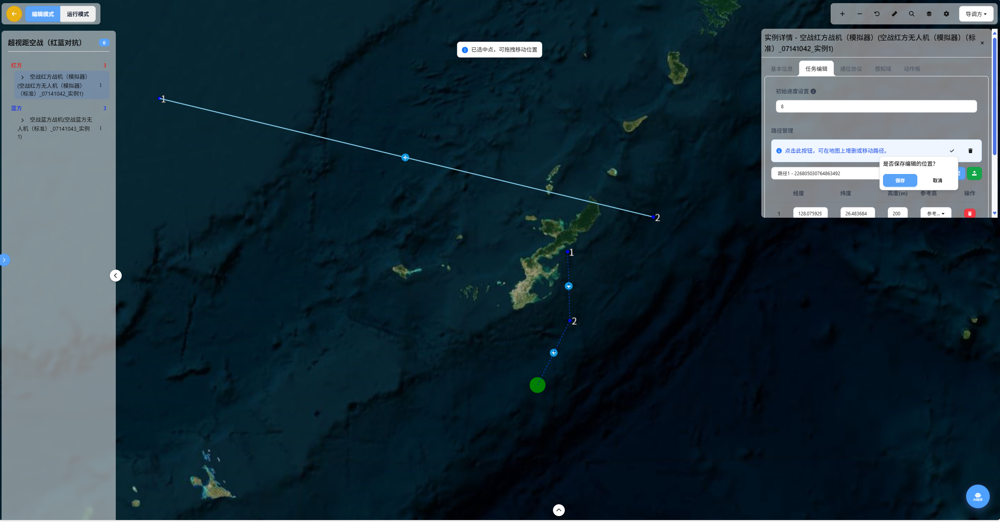 编辑模式
运行模式
导调方
超视距空战（红蓝对抗）
6
红方
3
空战红方战机（模拟器）
(空战红方无人机（模拟器）
（标准）_07141042_实例1)
蓝方
3
空战蓝方战机(空战蓝方无
人机（标准）_07141043_实例
1)
已选中点，可拖拽移动位置
1
2
1
2
实例详情 - 空战红方战机（模拟器）(空战红方无人机（模拟器）（标
准）_07141042_实例1)
基本信息
任务编辑
通信协议
感知域
动作板
初始速度设置
8
路径管理
点击此按钮，可在地图上增删或移动路径。
是否保存编辑的位置？
保存
取消
路径1 - 226805030764863492
经度
纬度
高度(m)
参考高
操作
1
128.075929
26.483684
200
参考...
AI助手